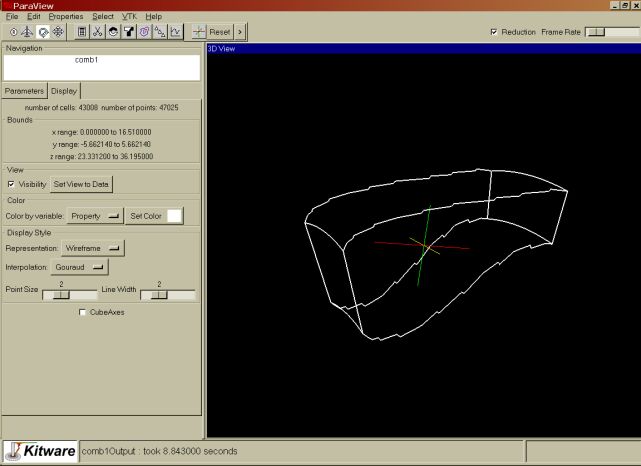 ParaView
File Edit Properties Select VTK Help
Reset >
Reduction Frame Rate
Navigation
comb1
3D View
Parameters Display
number of cells: 43008 number of points: 47025
Bounds
x range: 0.000000 to 16.510000
y range: -5.662140 to 5.662140
z range: 23.331200 to 36.195000
View
Visibility Set View to Data
Color
Color by variable: Property Set Color
Display Style
Representation: Wireframe
Interpolation: Gouraud
Point Size 2 Line Width 2
CubeAxes
Kitware comb1Output : took 8.843000 seconds